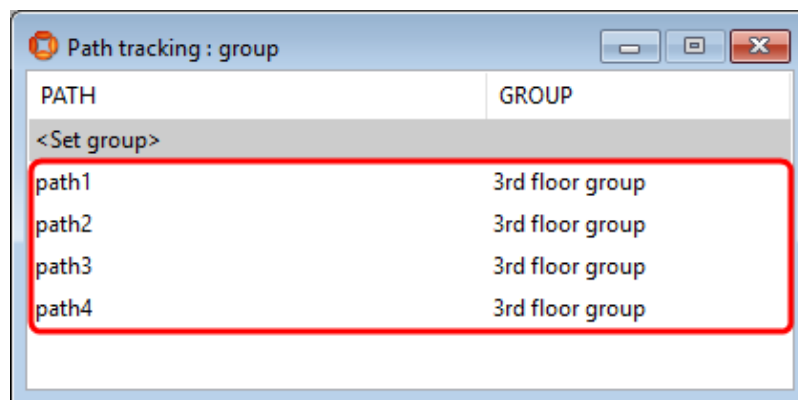 Path tracking : group
PATH GROUP
<Set group>
path1 3rd floor group
path2 3rd floor group
path3 3rd floor group
path4 3rd floor group